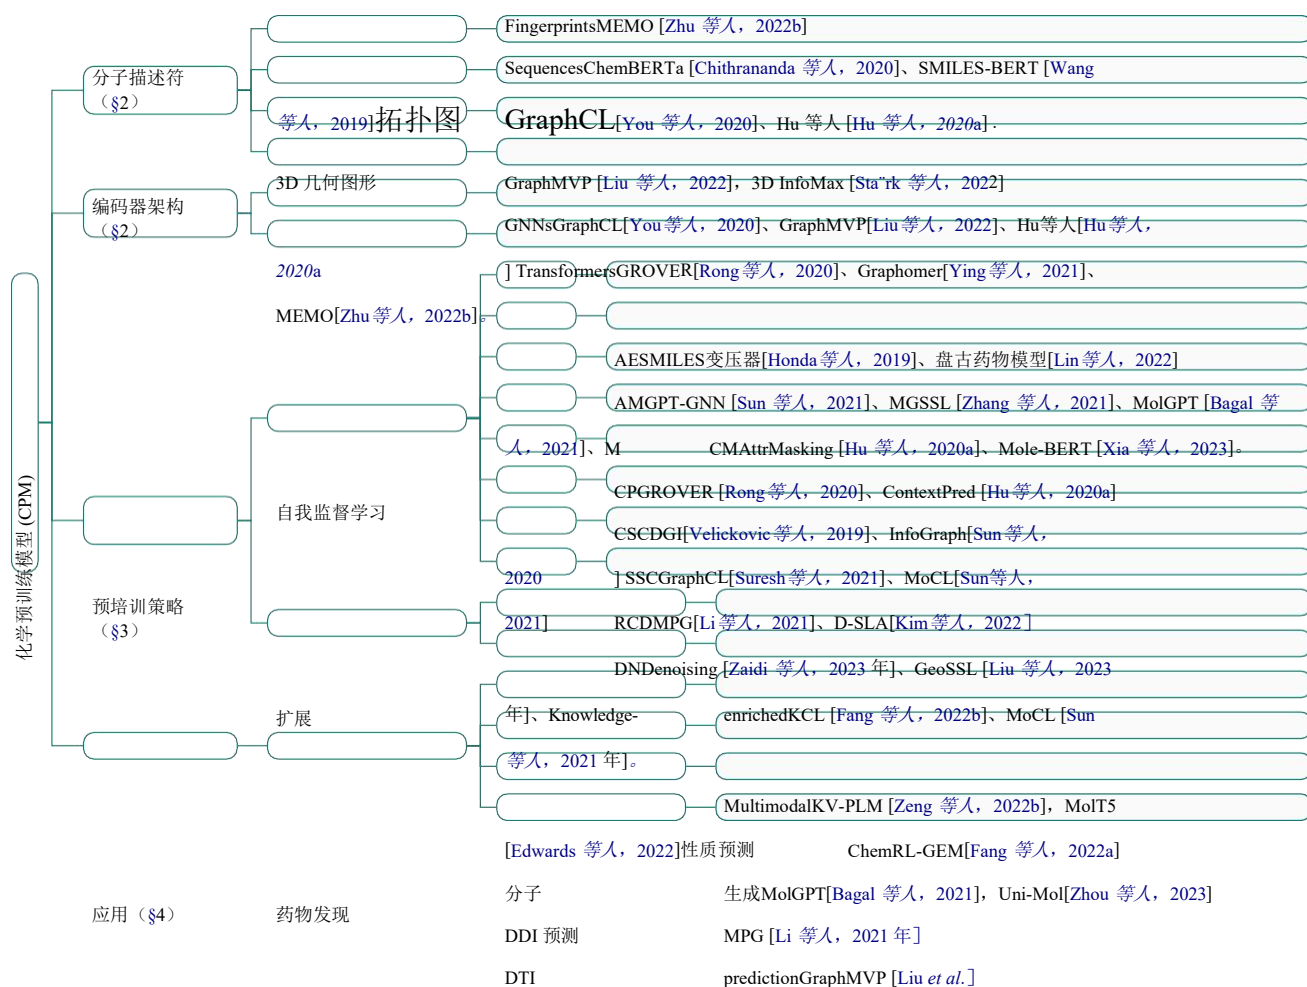 FingerprintsMEMO [Zhu 等人，2022b]
分子描述符
（§2）
SequencesChemBERTa [Chithrananda 等人，2020]、SMILES-BERT [Wang
等人，2019]拓扑图 GraphCL[You 等人，2020]、Hu 等人 [Hu 等人，2020a] .
3D 几何图形 GraphMVP [Liu 等人，2022]，3D InfoMax [Sta¨rk 等人，2022]
编码器架构
（§2）
GNNsGraphCL[You等人，2020]、GraphMVP[Liu等人，2022]、Hu等人[Hu等人，
2020a ] TransformersGROVER[Rong等人，2020]、Graphomer[Ying等人，2021]、
MEMO[Zhu等人，2022b]。
AESMILES变压器[Honda等人，2019]、盘古药物模型[Lin等人，2022]
AMGPT-GNN [Sun 等人，2021]、MGSSL [Zhang 等人，2021]、MolGPT [Bagal 等
人，2021]、M CMAttrMasking [Hu 等人，2020a]、Mole-BERT [Xia 等人，2023]。
CPGROVER [Rong等人，2020]、ContextPred [Hu等人，2020a]
化学预训练模型 (CPM)
自我监督学习
CSCDGI[Velickovic等人，2019]、InfoGraph[Sun等人，
2020 ] SSCGraphCL[Suresh等人，2021]、MoCL[Sun等人，
预培训策略
（§3）
2021] RCDMPG[Li等人，2021]、D-SLA[Kim等人，2022］
DNDenoising [Zaidi 等人，2023 年]、GeoSSL [Liu 等人，2023
扩展
年]、Knowledge- enrichedKCL [Fang 等人，2022b]、MoCL [Sun
等人，2021 年]。
MultimodalKV-PLM [Zeng 等人，2022b]，MolT5
[Edwards 等人，2022]性质预测 ChemRL-GEM[Fang 等人，2022a]
分子 生成MolGPT[Bagal 等人，2021]，Uni-Mol[Zhou 等人，2023]
应用（§4） 药物发现
DDI 预测 MPG [Li 等人，2021 年］
DTI predictionGraphMVP [Liu et al.］